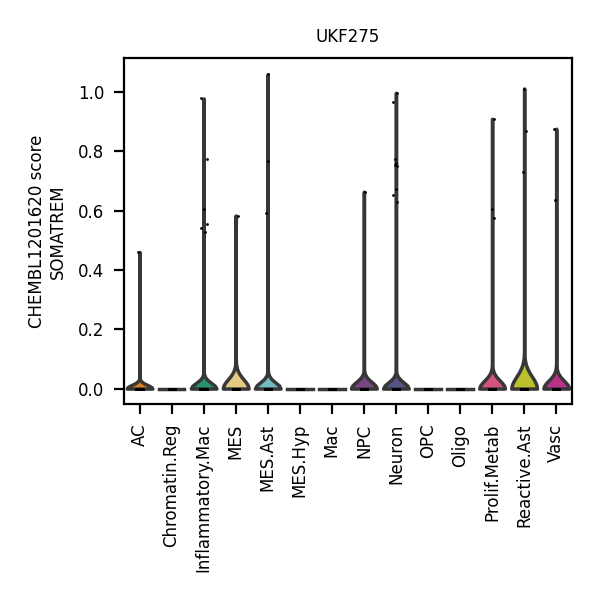 UKF275
CHEMBL1201620 score
SOMATREM
1.0
0.8
0.6
0.4
0.2
0.0
AC
Chromatin.Reg
Inflammatory.Mac
MES
MES.Ast
MES.Hyp
Mac
NPC
Neuron
OPC
Oligo
Prolif.Metab
Reactive.Ast
Vasc